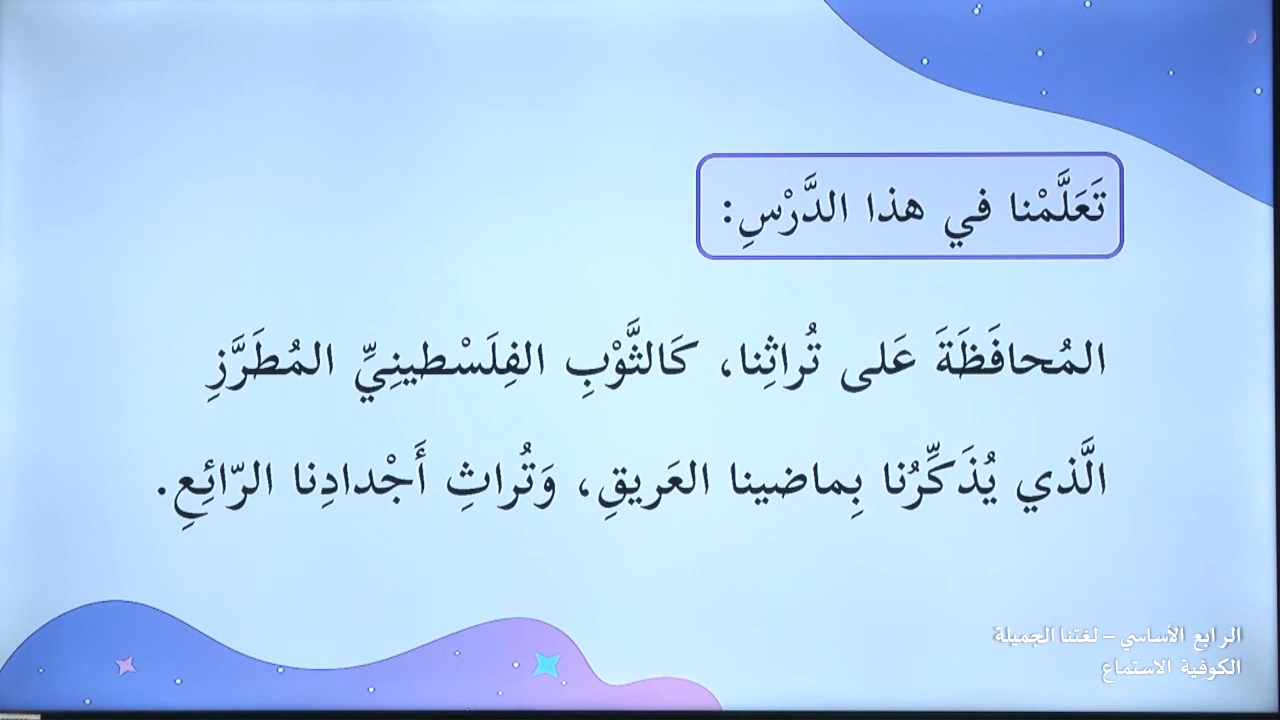 تَعَلَّمْنا في هذا الدَّرْسِ:
المُحافَظَةَ عَلى تُراثِنا، كَالثَّوْبِ الفِلَسْطينِيِّ المُطَرَّزِ
الَّذي يُذَكِّرُنا بِماضينا العَريقِ، وَتُراثِ أَجْدادِنا الرّائِعِ.
الرابع الأساسي – لغتنا الجميلة
الكوفية الاستماع